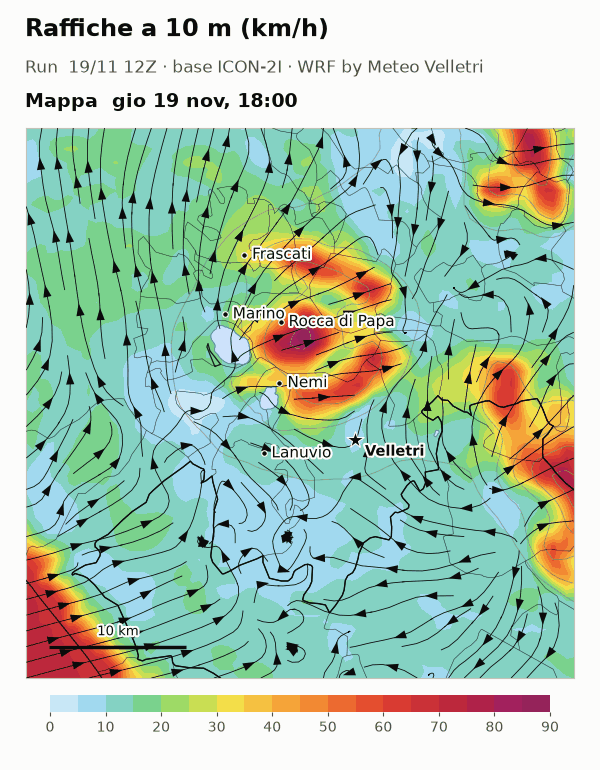 Raffiche a 10 m (km/h)
Run  19/11 12Z · base ICON-2I · WRF by Meteo Velletri
Mappa  gio 19 nov, 18:00
Frascati
Marino
Rocca di Papa
Nemi
Velletri
Lanuvio
10 km
0 10 20 30 40 50 60 70 80 90